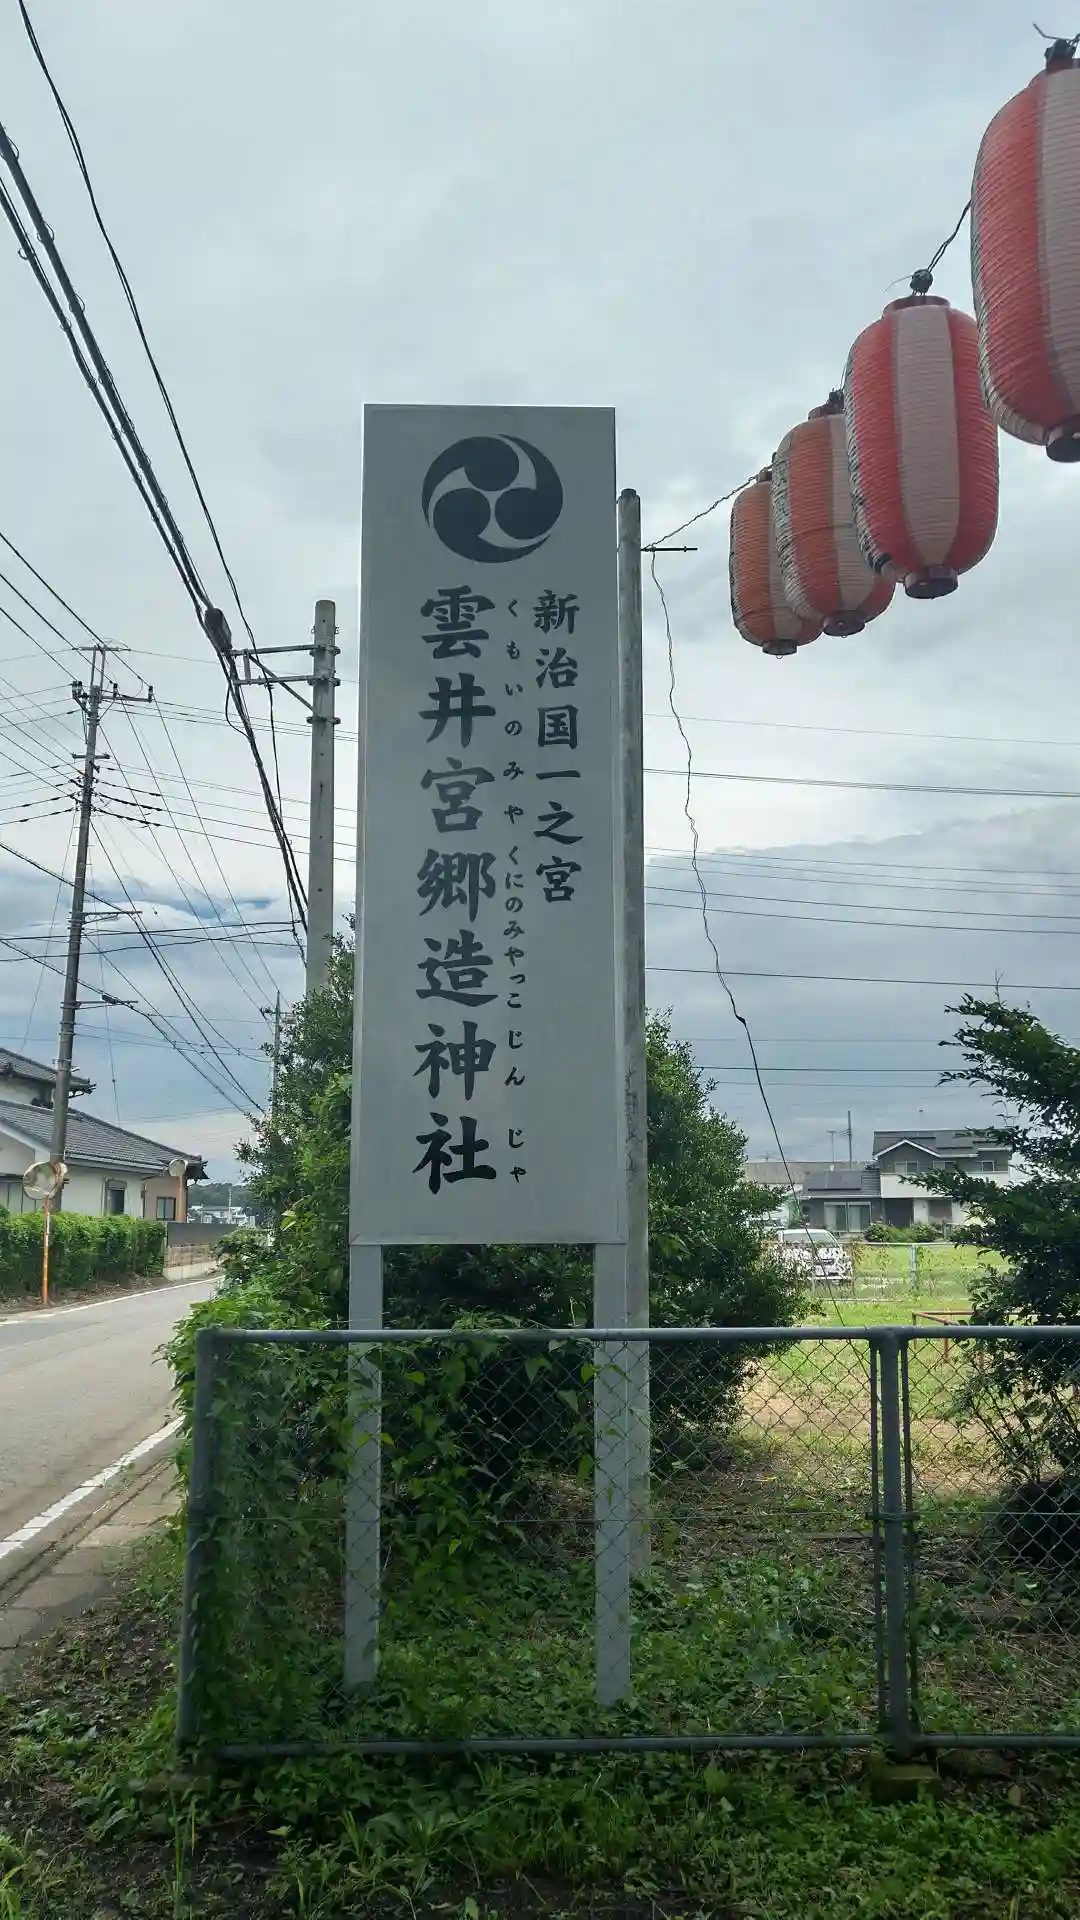 新治国一之宮
くもいのみやくにのみやっこじんじゃ
雲井宮郷造神社